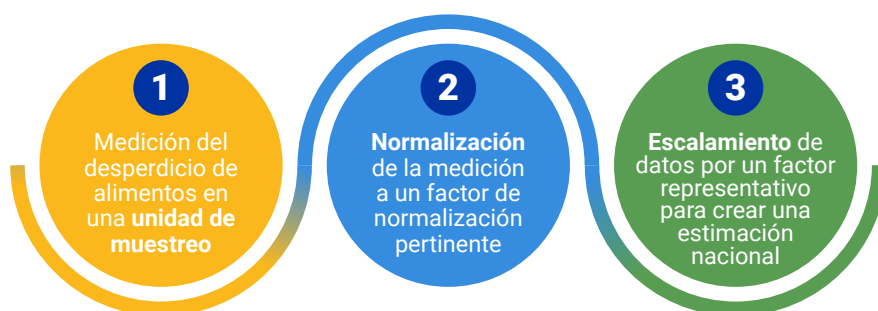 1
Medición del
desperdicio de
alimentos en
una unidad de
muestreo
2
Normalización
de la medición
a un factor de
normalización
pertinente
3
Escalamiento de
datos por un factor
representativo
para crear una
estimación
nacional